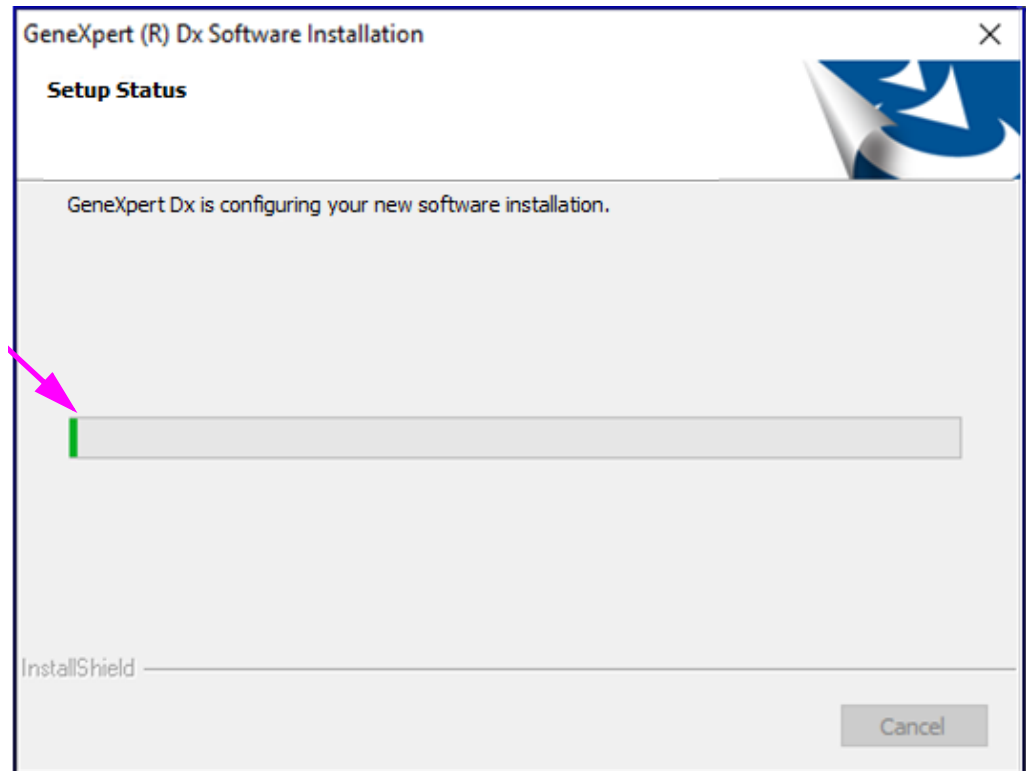 GeneXpert (R) Dx Software Installation
Setup Status
GeneXpert Dx is configuring your new software installation.
InstallShield
Cancel